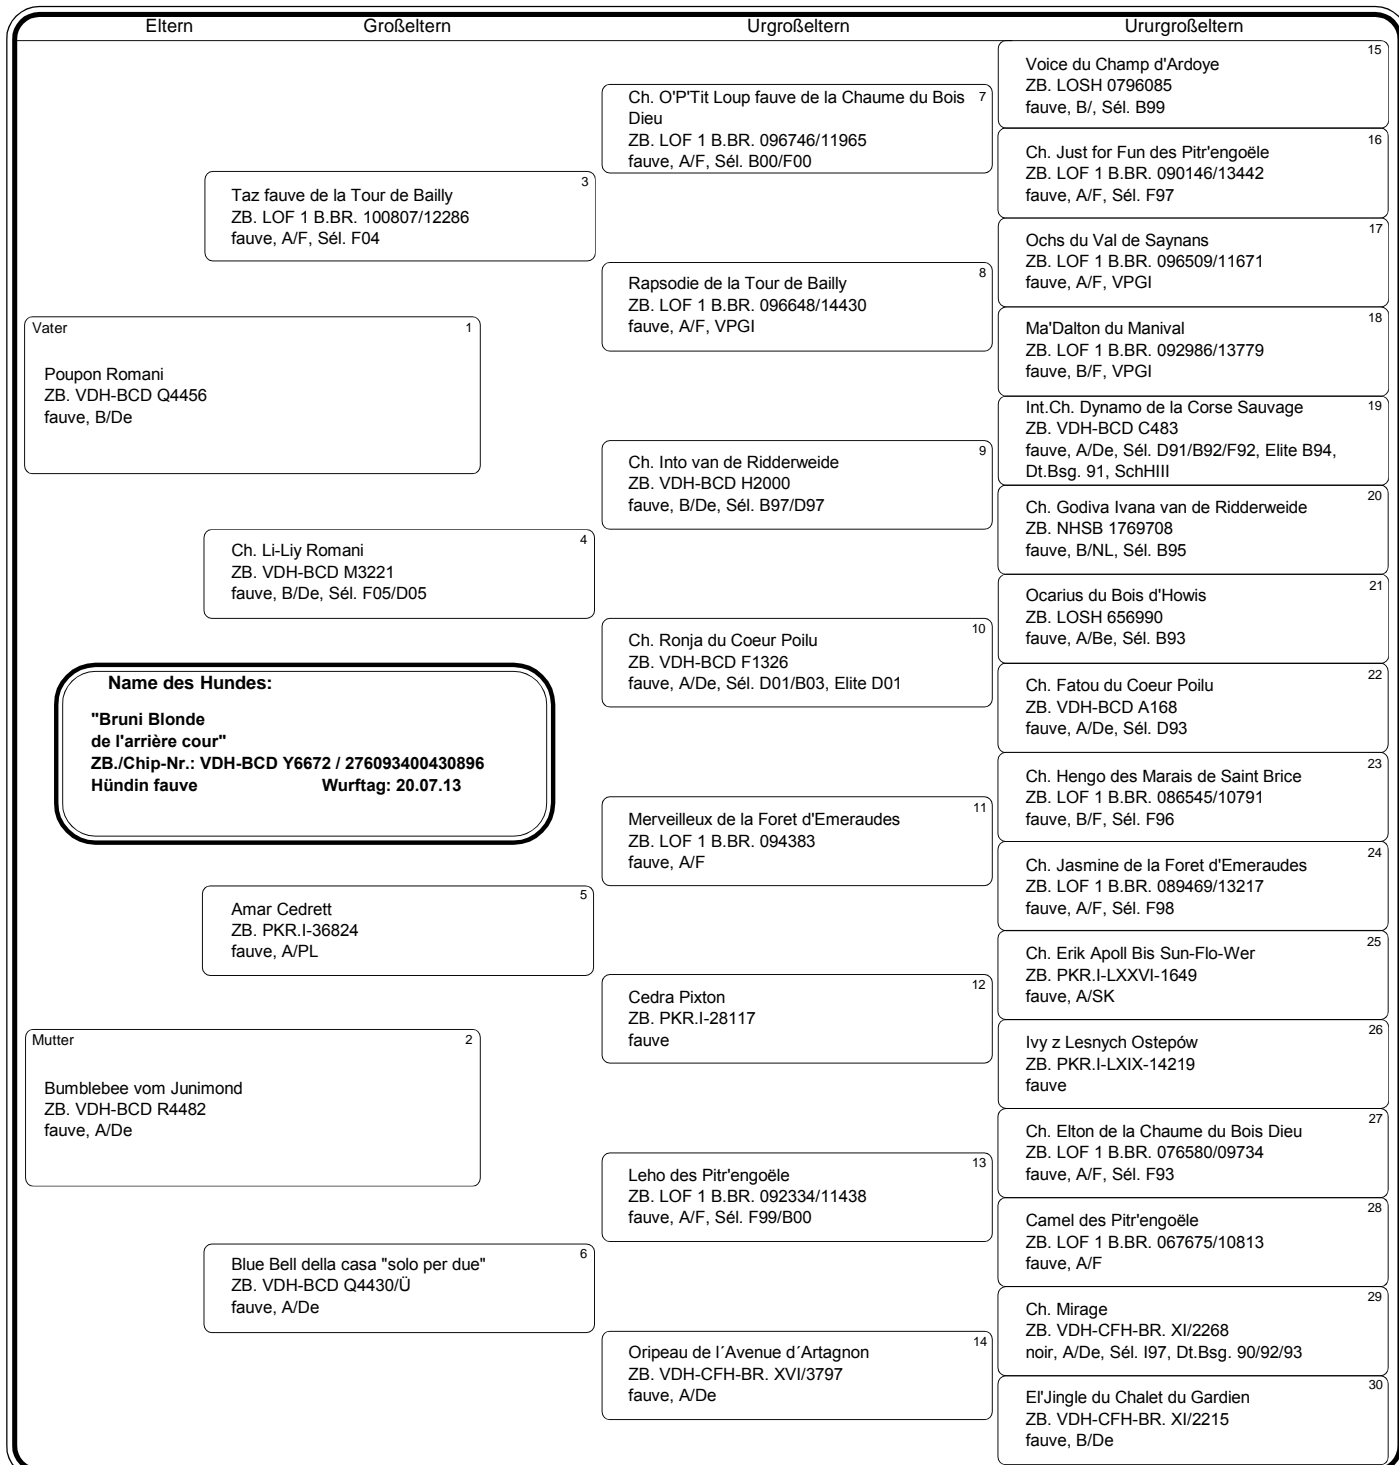 Eltern Großeltern Urgroßeltern Ururgroßeltern
15
Voice du Champ d'Ardoye
ZB. LOSH 0796085
fauve, B/, Sél. B99
Ch. O'P'Tit Loup fauve de la Chaume du Bois 7
Dieu
ZB. LOF 1 B.BR. 096746/11965
fauve, A/F, Sél. B00/F00
16
Ch. Just for Fun des Pitr'engoële
ZB. LOF 1 B.BR. 090146/13442
fauve, A/F, Sél. F97
3
Taz fauve de la Tour de Bailly
ZB. LOF 1 B.BR. 100807/12286
fauve, A/F, Sél. F04
17
Ochs du Val de Saynans
ZB. LOF 1 B.BR. 096509/11671
fauve, A/F, VPGI
8
Rapsodie de la Tour de Bailly
ZB. LOF 1 B.BR. 096648/14430
fauve, A/F, VPGI
18
Ma'Dalton du Manival
ZB. LOF 1 B.BR. 092986/13779
fauve, B/F, VPGI
Vater 1
Poupon Romani
ZB. VDH-BCD Q4456
fauve, B/De
Int.Ch. Dynamo de la Corse Sauvage 19
ZB. VDH-BCD C483
fauve, A/De, Sél. D91/B92/F92, Elite B94,
Dt.Bsg. 91, SchHIII
9
Ch. Into van de Ridderweide
ZB. VDH-BCD H2000
fauve, B/De, Sél. B97/D97
20
Ch. Godiva Ivana van de Ridderweide
ZB. NHSB 1769708
fauve, B/NL, Sél. B95
4
Ch. Li-Liy Romani
ZB. VDH-BCD M3221
fauve, B/De, Sél. F05/D05
21
Ocarius du Bois d'Howis
ZB. LOSH 656990
fauve, A/Be, Sél. B93
10
Ch. Ronja du Coeur Poilu
ZB. VDH-BCD F1326
fauve, A/De, Sél. D01/B03, Elite D01
22
Ch. Fatou du Coeur Poilu
ZB. VDH-BCD A168
fauve, A/De, Sél. D93
Name des Hundes:
"Bruni Blonde
de l'arrière cour"
ZB./Chip-Nr.: VDH-BCD Y6672 / 276093400430896
Hündin fauve Wurftag: 20.07.13
23
Ch. Hengo des Marais de Saint Brice
ZB. LOF 1 B.BR. 086545/10791
fauve, B/F, Sél. F96
11
Merveilleux de la Foret d'Emeraudes
ZB. LOF 1 B.BR. 094383
fauve, A/F
24
Ch. Jasmine de la Foret d'Emeraudes
ZB. LOF 1 B.BR. 089469/13217
fauve, A/F, Sél. F98
5
Amar Cedrett
ZB. PKR.I-36824
fauve, A/PL
25
Ch. Erik Apoll Bis Sun-Flo-Wer
ZB. PKR.I-LXXVI-1649
fauve, A/SK
12
Cedra Pixton
ZB. PKR.I-28117
fauve
26
Ivy z Lesnych Ostepów
ZB. PKR.I-LXIX-14219
fauve
Mutter 2
Bumblebee vom Junimond
ZB. VDH-BCD R4482
fauve, A/De
27
Ch. Elton de la Chaume du Bois Dieu
ZB. LOF 1 B.BR. 076580/09734
fauve, A/F, Sél. F93
13
Leho des Pitr'engoële
ZB. LOF 1 B.BR. 092334/11438
fauve, A/F, Sél. F99/B00
28
Camel des Pitr'engoële
ZB. LOF 1 B.BR. 067675/10813
fauve, A/F
6
Blue Bell della casa "solo per due"
ZB. VDH-BCD Q4430/Ü
fauve, A/De
29
Ch. Mirage
ZB. VDH-CFH-BR. XI/2268
noir, A/De, Sél. I97, Dt.Bsg. 90/92/93
14
Oripeau de l´Avenue d´Artagnon
ZB. VDH-CFH-BR. XVI/3797
fauve, A/De
30
El'Jingle du Chalet du Gardien
ZB. VDH-CFH-BR. XI/2215
fauve, B/De